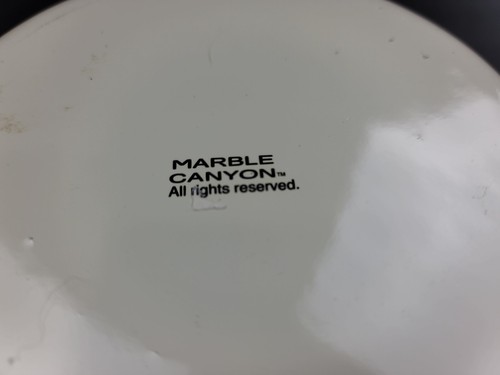 MARBLE
CANYON™
All rights reserved.